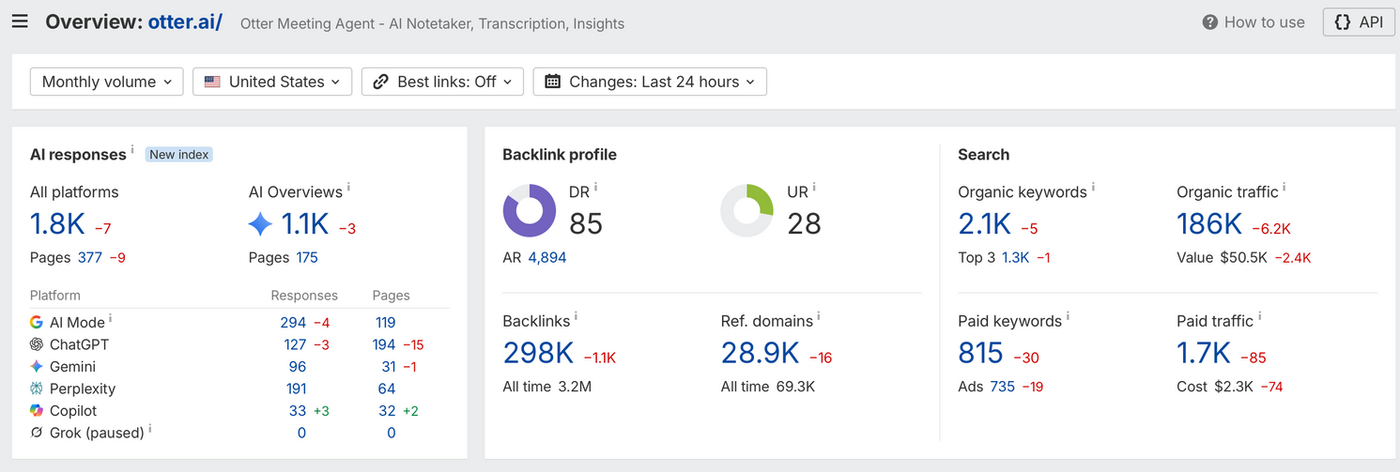 Overview: otter.ai/ Otter Meeting Agent - AI Notetaker, Transcription, Insights
How to use
{} API
Monthly volume
United States
Best links: Off
Changes: Last 24 hours
AI responses i New index
All platforms
1.8K −7
Pages 377 −9
AI Overviews i
1.1K −3
Pages 175
Platform Responses Pages
AI Mode i 294 −4 119
ChatGPT 127 −3 194 −15
Gemini 96 31 −1
Perplexity 191 64
Copilot 33 +3 32 +2
Grok (paused) i 0 0
Backlink profile
DR i
85
AR 4,894
UR i
28
Backlinks i
298K −1.1K
All time 3.2M
Ref. domains i
28.9K −16
All time 69.3K
Search
Organic keywords i
2.1K −5
Top 3 1.3K −1
Organic traffic i
186K −6.2K
Value $50.5K −2.4K
Paid keywords i
815 −30
Ads 735 −19
Paid traffic i
1.7K −85
Cost $2.3K −74